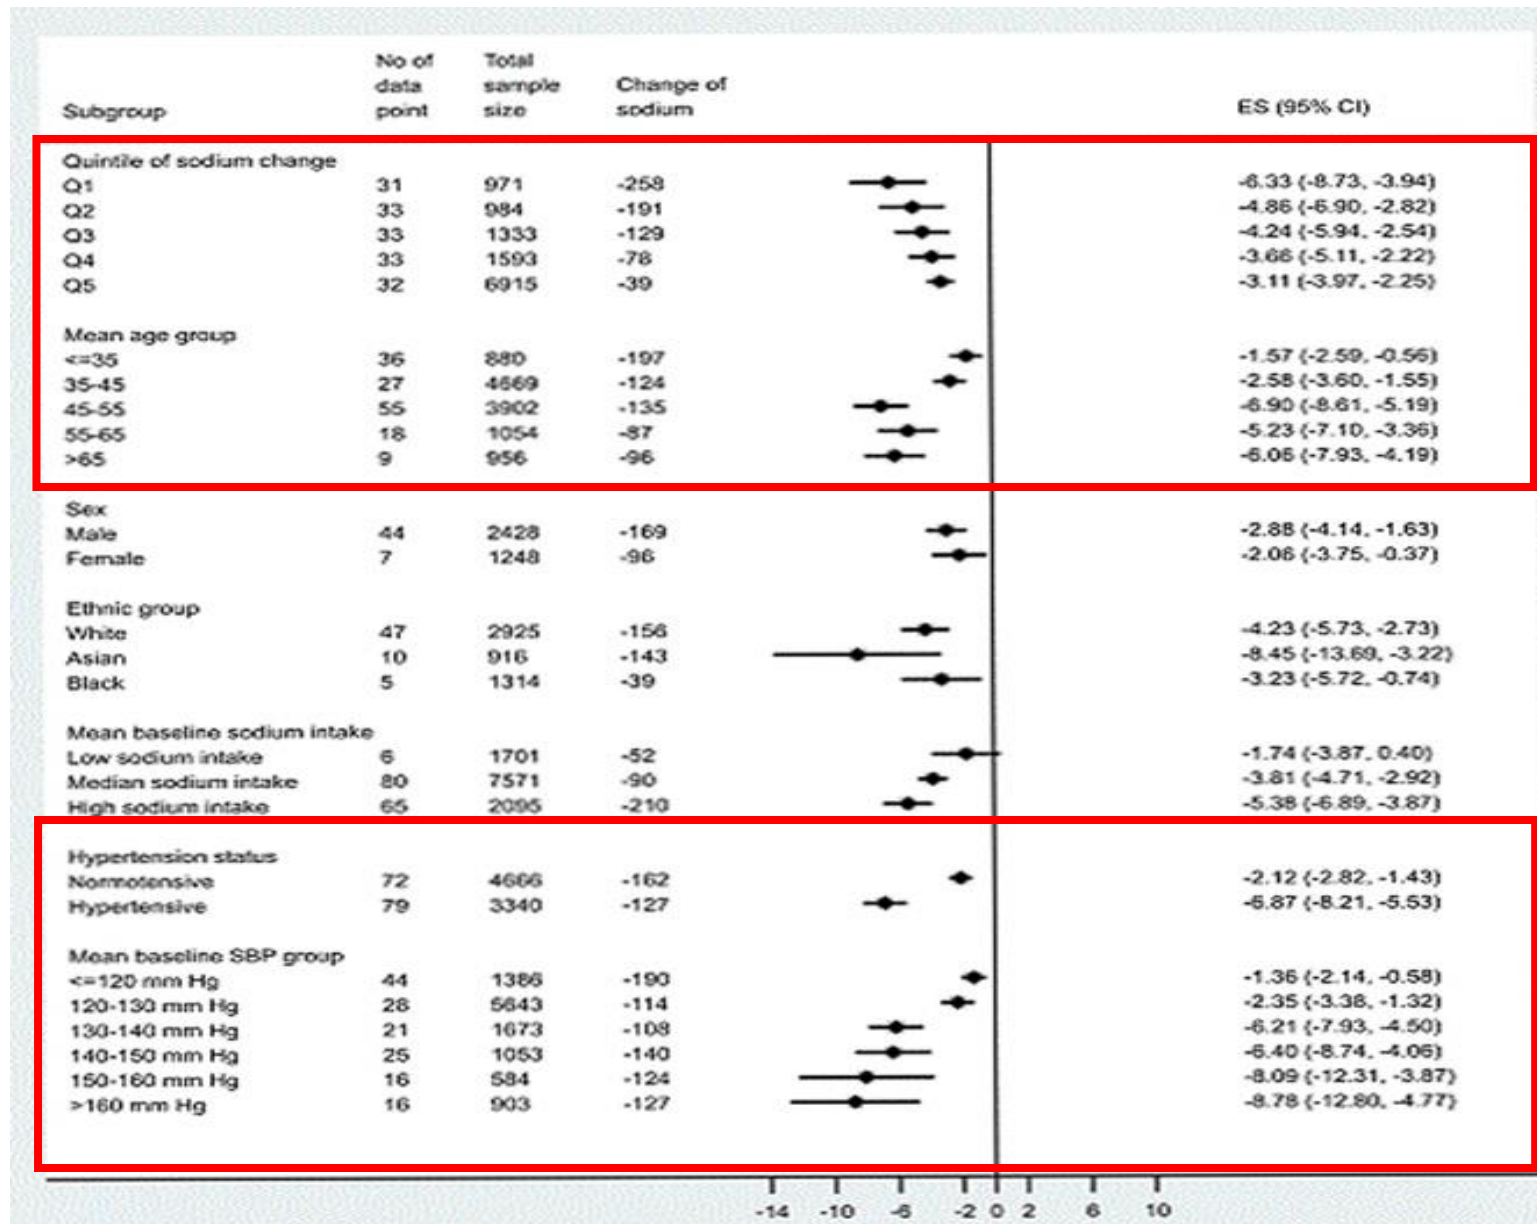 Subgroup No of data point Total sample size Change of sodium ES (95% CI)
Quintile of sodium change
Q1 31 971 -258 -6.33 (-8.73, -3.94)
Q2 33 984 -191 -4.86 (-6.90, -2.82)
Q3 33 1333 -129 -4.24 (-5.94, -2.54)
Q4 33 1593 -78 -3.66 (-5.11, -2.22)
Q5 32 6915 -39 -3.11 (-3.97, -2.25)
Mean age group
<=35 36 880 -197 -1.57 (-2.59, -0.56)
35-45 27 4669 -124 -2.58 (-3.60, -1.55)
45-55 55 3902 -135 -6.90 (-8.61, -5.19)
55-65 18 1054 -87 -5.23 (-7.10, -3.36)
>65 9 956 -96 -6.06 (-7.93, -4.19)
Sex
Male 44 2428 -169 -2.88 (-4.14, -1.63)
Female 7 1248 -96 -2.06 (-3.75, -0.37)
Ethnic group
White 47 2925 -156 -4.23 (-5.73, -2.73)
Asian 10 916 -143 -8.45 (-13.69, -3.22)
Black 5 1314 -39 -3.23 (-5.72, -0.74)
Mean baseline sodium intake
Low sodium intake 6 1701 -52 -1.74 (-3.87, 0.40)
Median sodium intake 80 7571 -90 -3.81 (-4.71, -2.92)
High sodium intake 65 2095 -210 -5.38 (-6.89, -3.87)
Hypertension status
Normotensive 72 4666 -162 -2.12 (-2.82, -1.43)
Hypertensive 79 3340 -127 -6.87 (-8.21, -5.53)
Mean baseline SBP group
<=120 mm Hg 44 1386 -190 -1.36 (-2.14, -0.58)
120-130 mm Hg 28 5643 -114 -2.35 (-3.38, -1.32)
130-140 mm Hg 21 1673 -108 -6.21 (-7.93, -4.50)
140-150 mm Hg 25 1053 -140 -6.40 (-8.74, -4.06)
150-160 mm Hg 16 584 -124 -8.09 (-12.31, -3.87)
>160 mm Hg 16 903 -127 -8.78 (-12.80, -4.77)
-14 -10 -6 -2 0 2 6 10